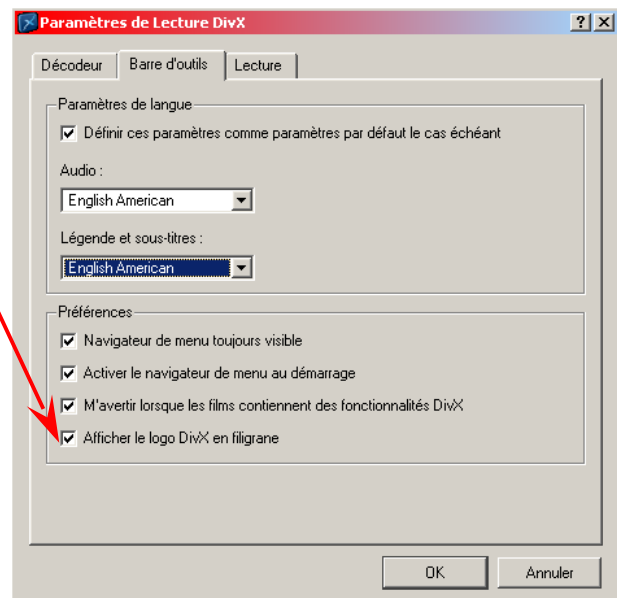 Paramètres de Lecture DivX
Décodeur Barre d'outils Lecture
Paramètres de langue
Définir ces paramètres comme paramètres par défaut le cas échéant
Audio :
English American
Légende et sous-titres :
English American
Préférences
Navigateur de menu toujours visible
Activer le navigateur de menu au démarrage
M'avertir lorsque les films contiennent des fonctionnalités DivX
Afficher le logo DivX en filigrane
OK Annuler